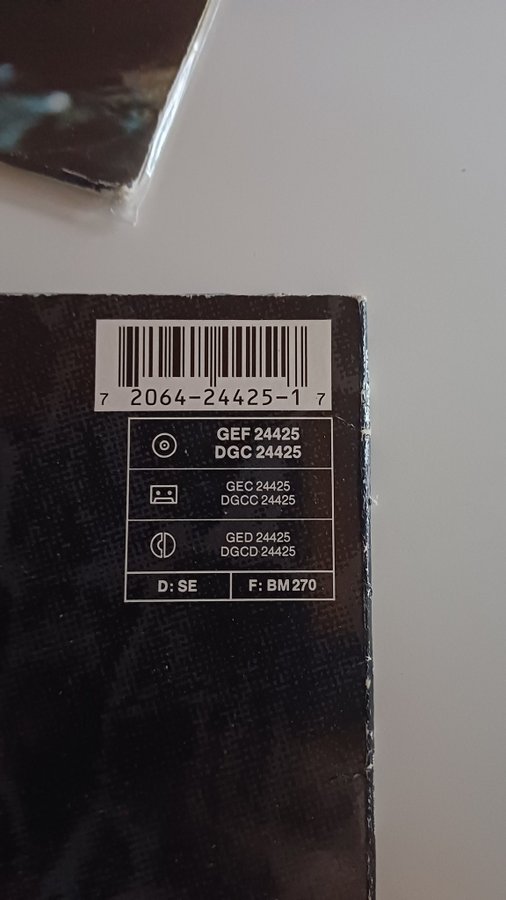 7 2064-24425-1 7
GEF 24425
DGC 24425
GEC 24425
DGCC 24425
GED 24425
DGCD 24425
D: SE
F: BM 270